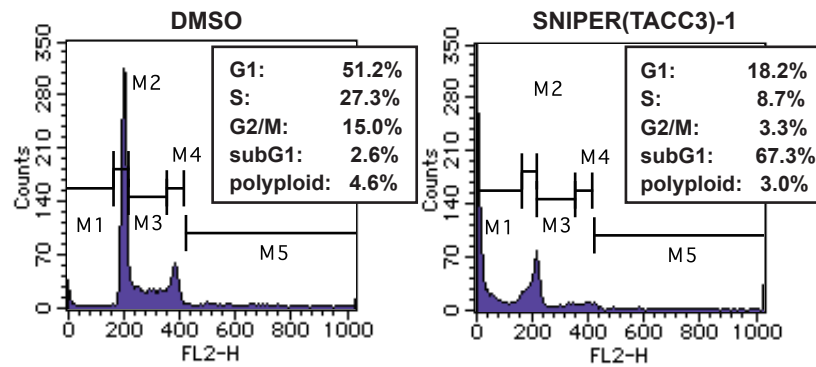 DMSO
350
280
210
140
70
0
Counts
M1
M2
M3
M4
M5
G1: 51.2%
S: 27.3%
G2/M: 15.0%
subG1: 2.6%
polyploid: 4.6%
0 200 400 600 800 1000
FL2-H
SNIPER(TACC3)-1
350
280
210
140
70
0
Counts
M1
M2
M3
M4
M5
G1: 18.2%
S: 8.7%
G2/M: 3.3%
subG1: 67.3%
polyploid: 3.0%
0 200 400 600 800 1000
FL2-H